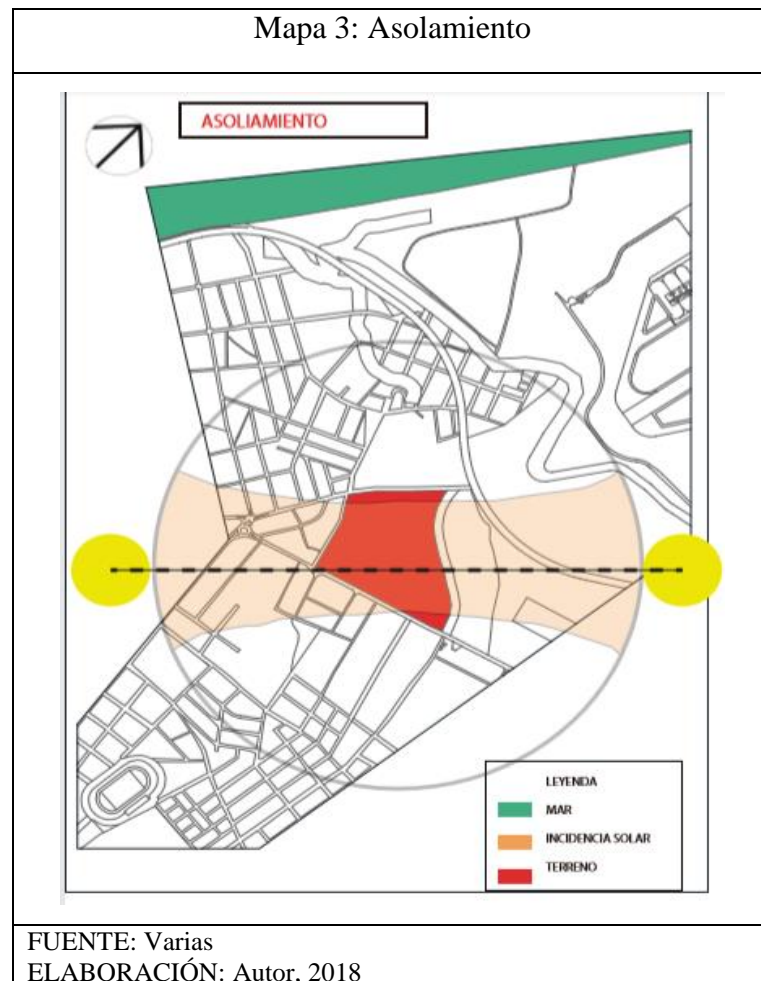 Mapa 3: Asolamiento
ASOLIAMIENTO
LEYENDA
MAR
INCIDENCIA SOLAR
TERRENO
FUENTE: Varias
ELABORACIÓN: Autor, 2018